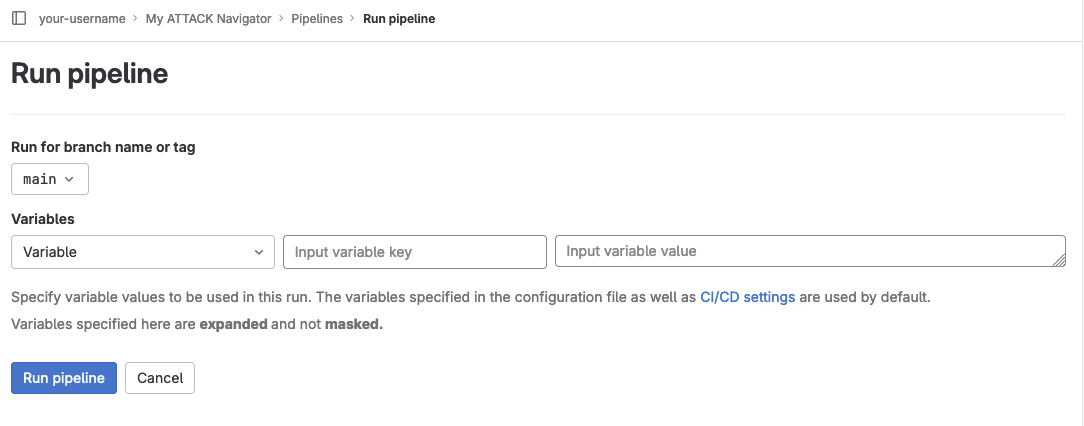 your-username > My ATTACK Navigator > Pipelines > Run pipeline
Run pipeline
Run for branch name or tag
main
Variables
Variable Input variable key Input variable value
Specify variable values to be used in this run. The variables specified in the configuration file as well as CI/CD settings are used by default.
Variables specified here are expanded and not masked.
Run pipeline Cancel